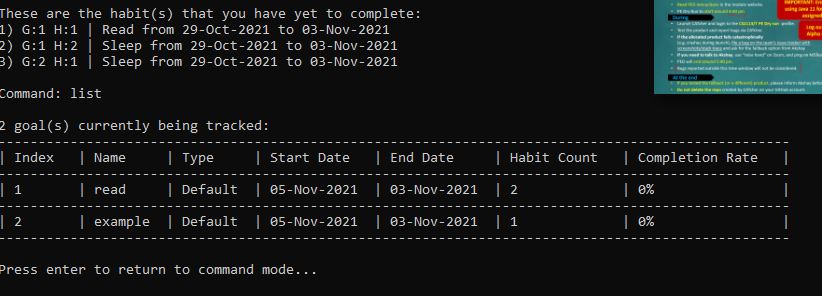 These are the habit(s) that you have yet to complete:
1) G:1 H:1 | Read from 29-Oct-2021 to 03-Nov-2021
2) G:1 H:2 | Sleep from 29-Oct-2021 to 03-Nov-2021
3) G:2 H:1 | Sleep from 29-Oct-2021 to 03-Nov-2021
Command: list
2 goal(s) currently being tracked:
| Index | Name | Type | Start Date | End Date | Habit Count | Completion Rate |
| 1 | read | Default | 05-Nov-2021 | 03-Nov-2021 | 2 | 0% |
| 2 | example | Default | 05-Nov-2021 | 03-Nov-2021 | 1 | 0% |
Press enter to return to command mode...
During
At the end